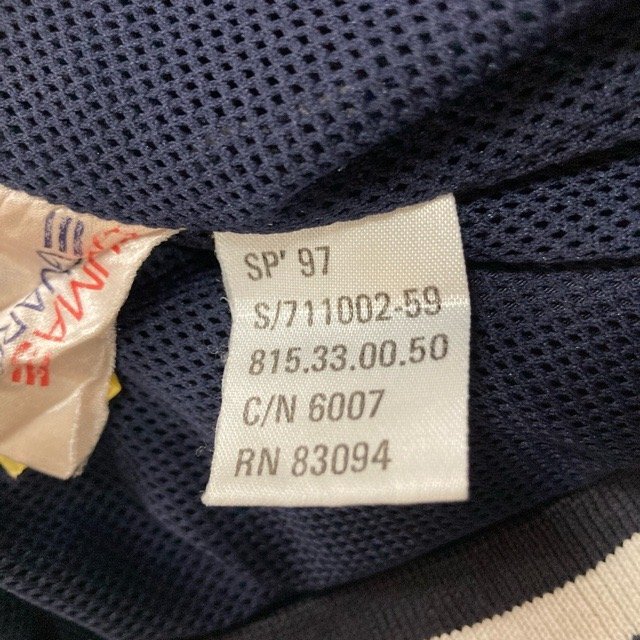 SP' 97
S/711002-59
815.33.00.50
C/N 6007
RN 83094